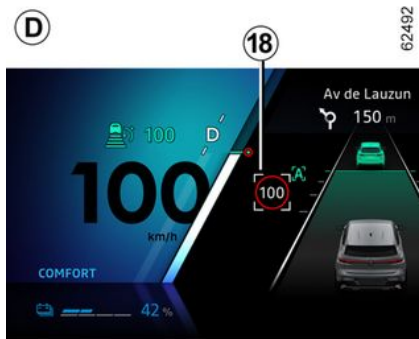 D
18
62492
Av de Lauzun
150 m
100
D
100
km/h
A
100
COMFORT
42 %